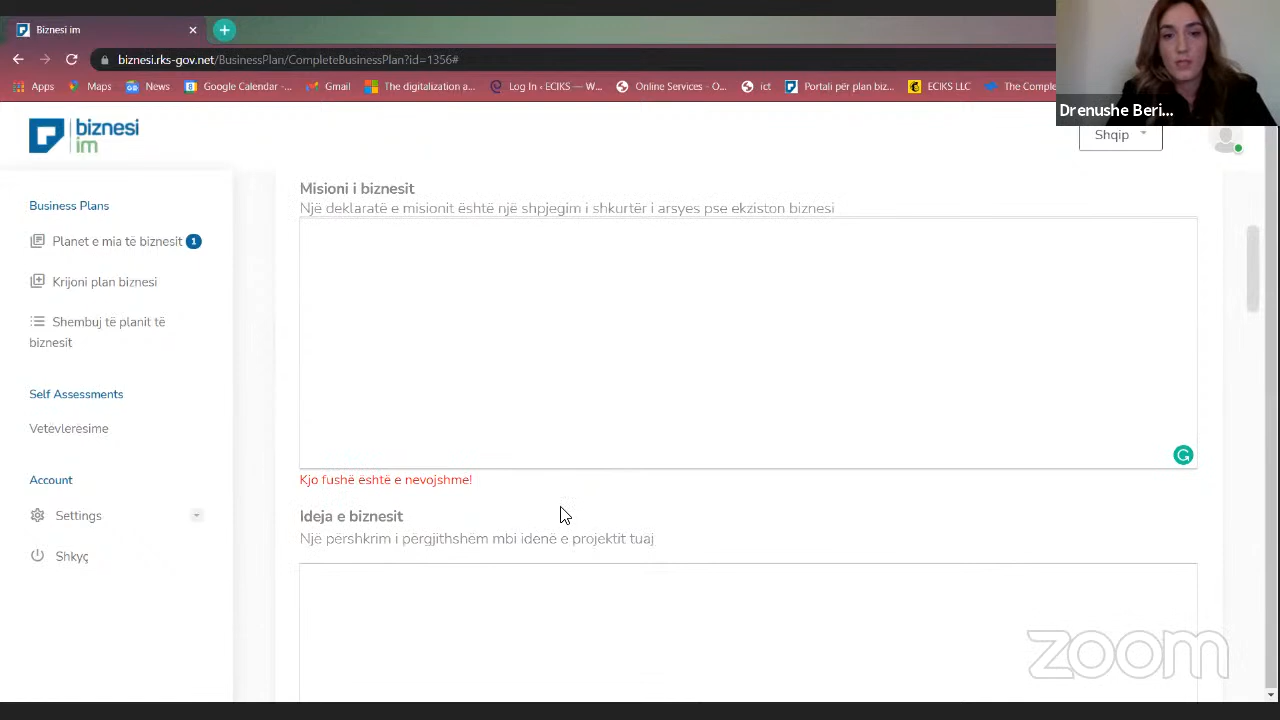 Biznesi im
biznesi.rks-gov.net/BusinessPlan/CompleteBusinessPlan?id=1356#
Apps Maps News Google Calendar -... Gmail The digitalization a... Log In ‹ ECIKS — W... Online Services - O... ict Portali për plan biz... ECIKS LLC The Comple
Drenushe Beri...
biznesi
im
Shqip
Business Plans
Planet e mia të biznesit 1
Krijoni plan biznesi
Shembuj të planit të
biznesit
Self Assessments
Vetëvlerësime
Account
Settings
Shkyç
Misioni i biznesit
Një deklaratë e misionit është një shpjegim i shkurtër i arsyes pse ekziston biznesi
Kjo fushë është e nevojshme!
Ideja e biznesit
Një përshkrim i përgjithshëm mbi idenë e projektit tuaj
zoom